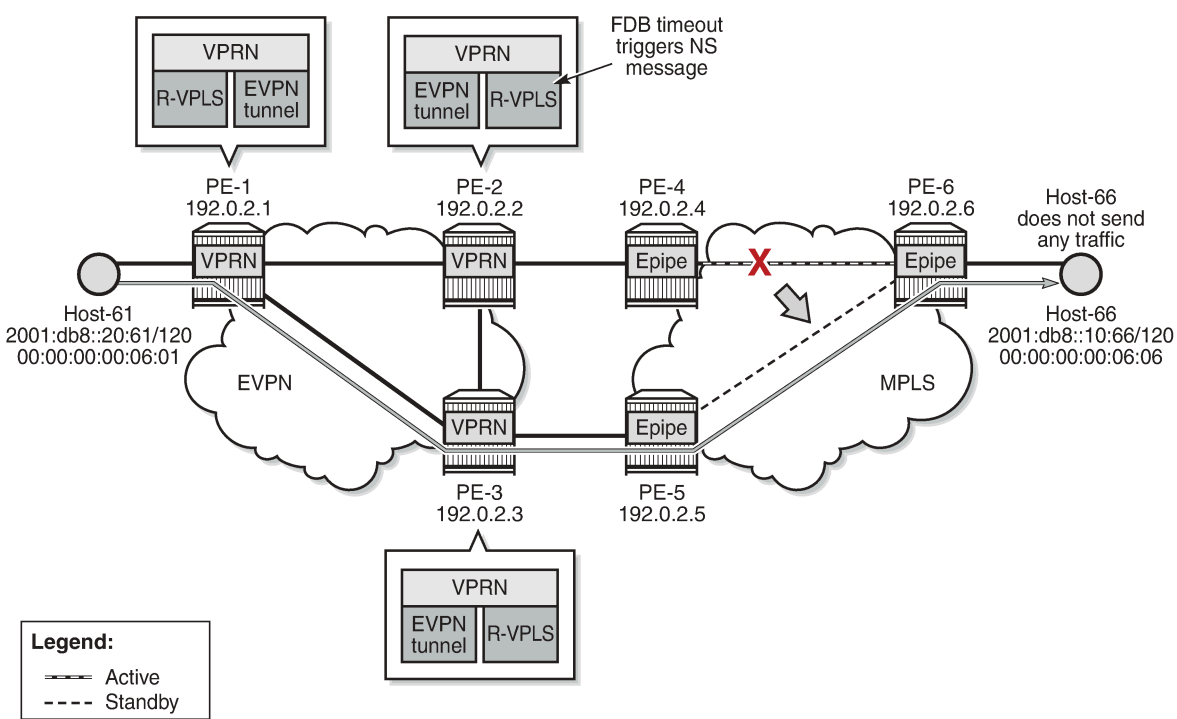 VPRN
R-VPLS
EVPN
tunnel
VPRN
EVPN
tunnel
R-VPLS
FDB timeout
triggers NS
message
PE-1
192.0.2.1
PE-2
192.0.2.2
PE-4
192.0.2.4
PE-6
192.0.2.6
Host-66
does not send
any traffic
VPRN
VPRN
Epipe
X
Epipe
Host-61
2001:db8::20:61/120
00:00:00:00:06:01
Host-66
2001:db8::10:66/120
00:00:00:00:06:06
EVPN
MPLS
VPRN
Epipe
PE-3
192.0.2.3
PE-5
192.0.2.5
VPRN
EVPN
tunnel
R-VPLS
Legend:
Active
Standby